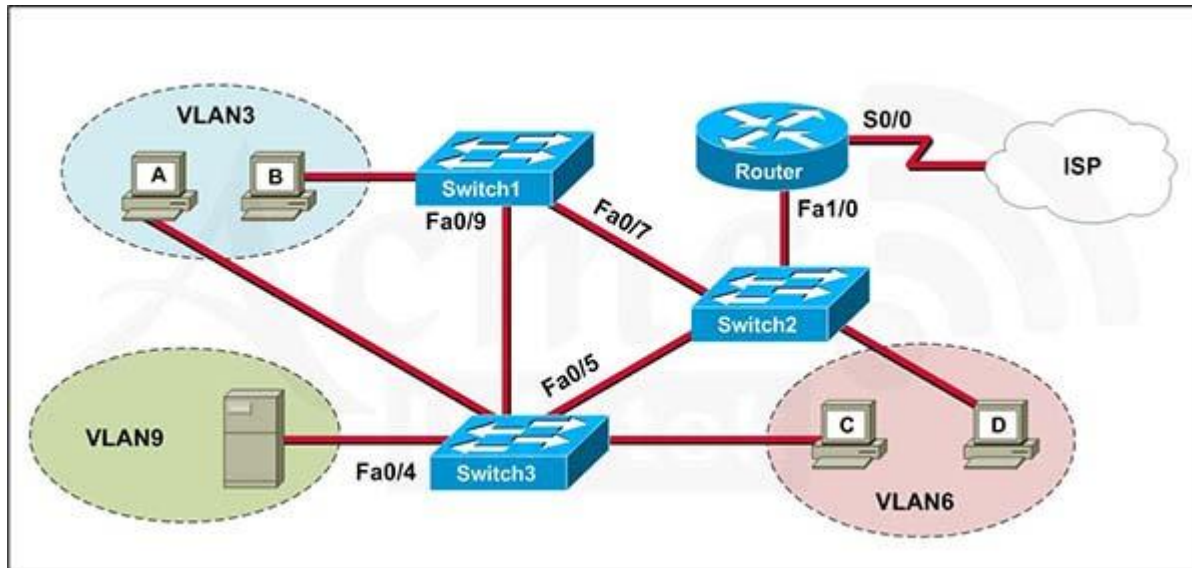 VLAN3
A
B
Switch1
Fa0/9
Fa0/7
Router
S0/0
ISP
Fa1/0
Switch2
Fa0/5
VLAN9
Fa0/4
Switch3
C
D
VLAN6